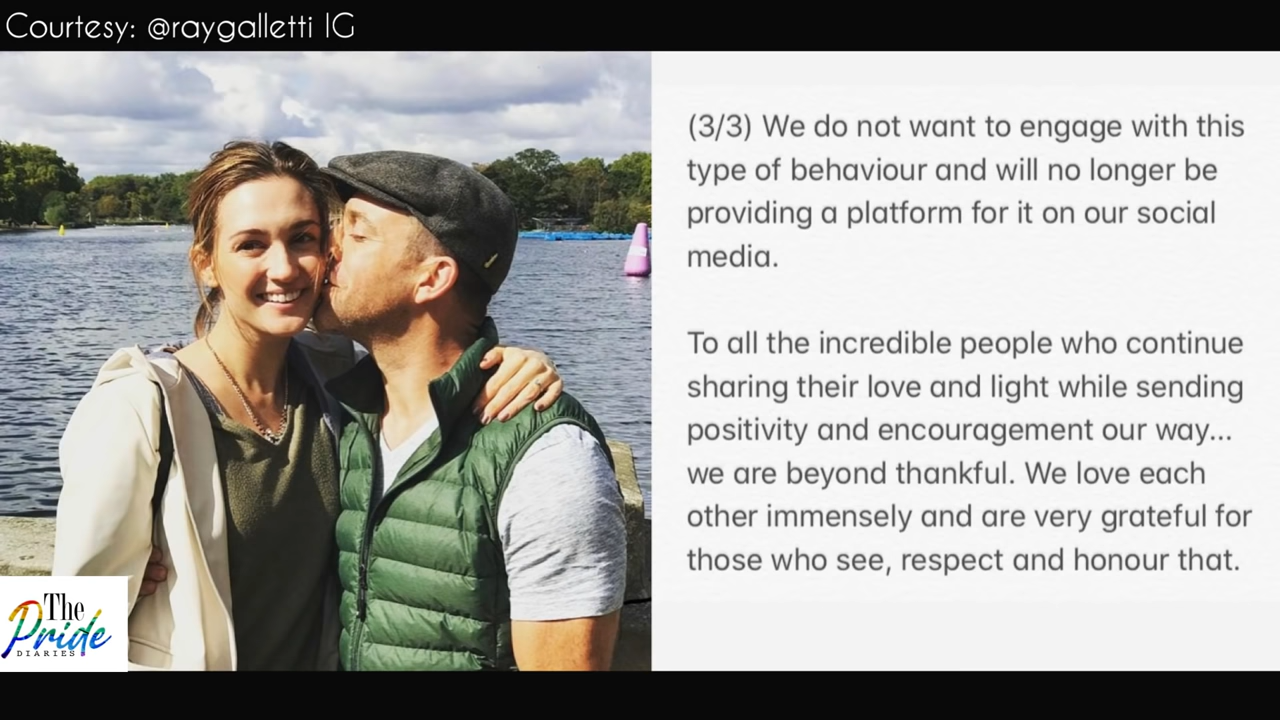 Courtesy: @raygalletti IG
(3/3) We do not want to engage with this
type of behaviour and will no longer be
providing a platform for it on our social
media.
To all the incredible people who continue
sharing their love and light while sending
positivity and encouragement our way...
we are beyond thankful. We love each
other immensely and are very grateful for
those who see, respect and honour that.
The
Pride
DIARIES